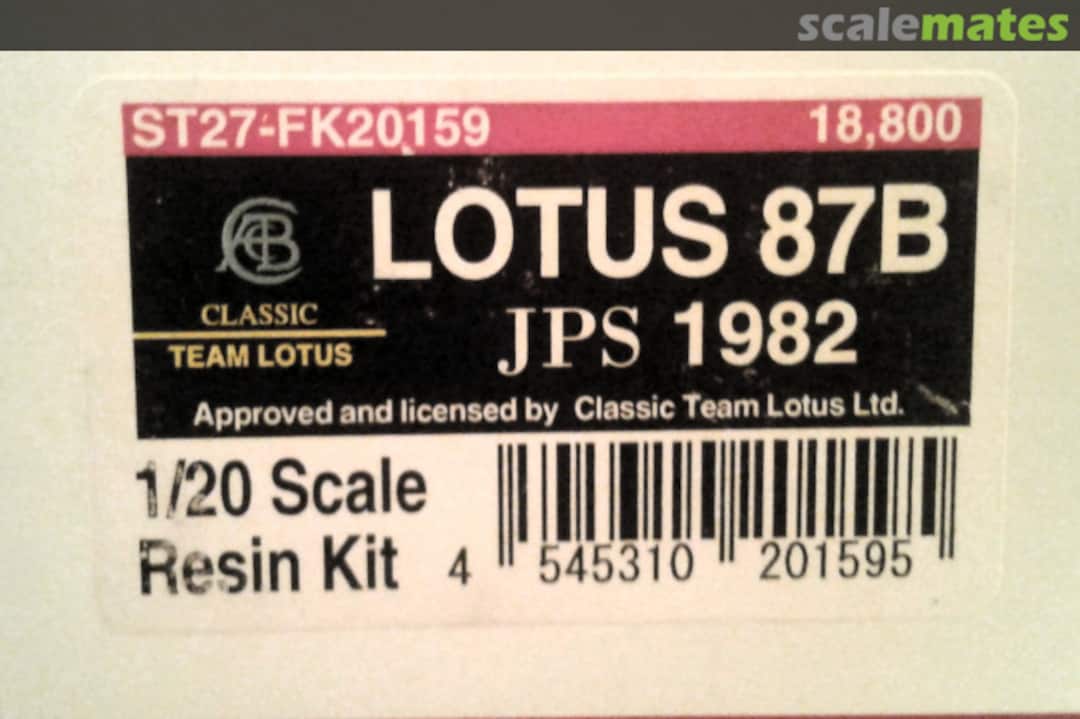 scalemates
ST27-FK20159 18,800
LOTUS 87B
CLASSIC
TEAM LOTUS
JPS 1982
Approved and licensed by Classic Team Lotus Ltd.
1/20 Scale
Resin Kit
4 545310 201595